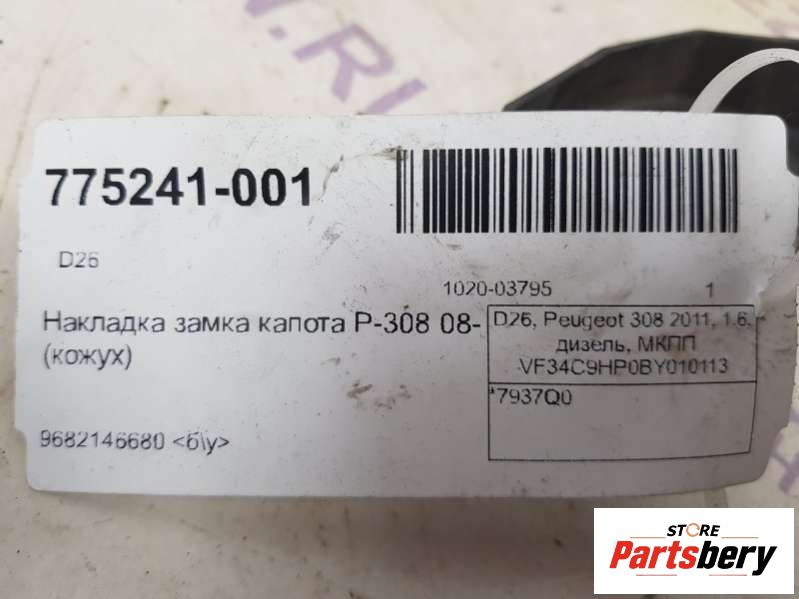 775241-001
D26
1020-03795 1
Накладка замка капота P-308 08-
(кожух)
D26, Peugeot 308 2011, 1.6,
дизель, МКПП
VF34C9HP0BY010113
*7937Q0
9682146680 <б\у>
STORE
Partsbery